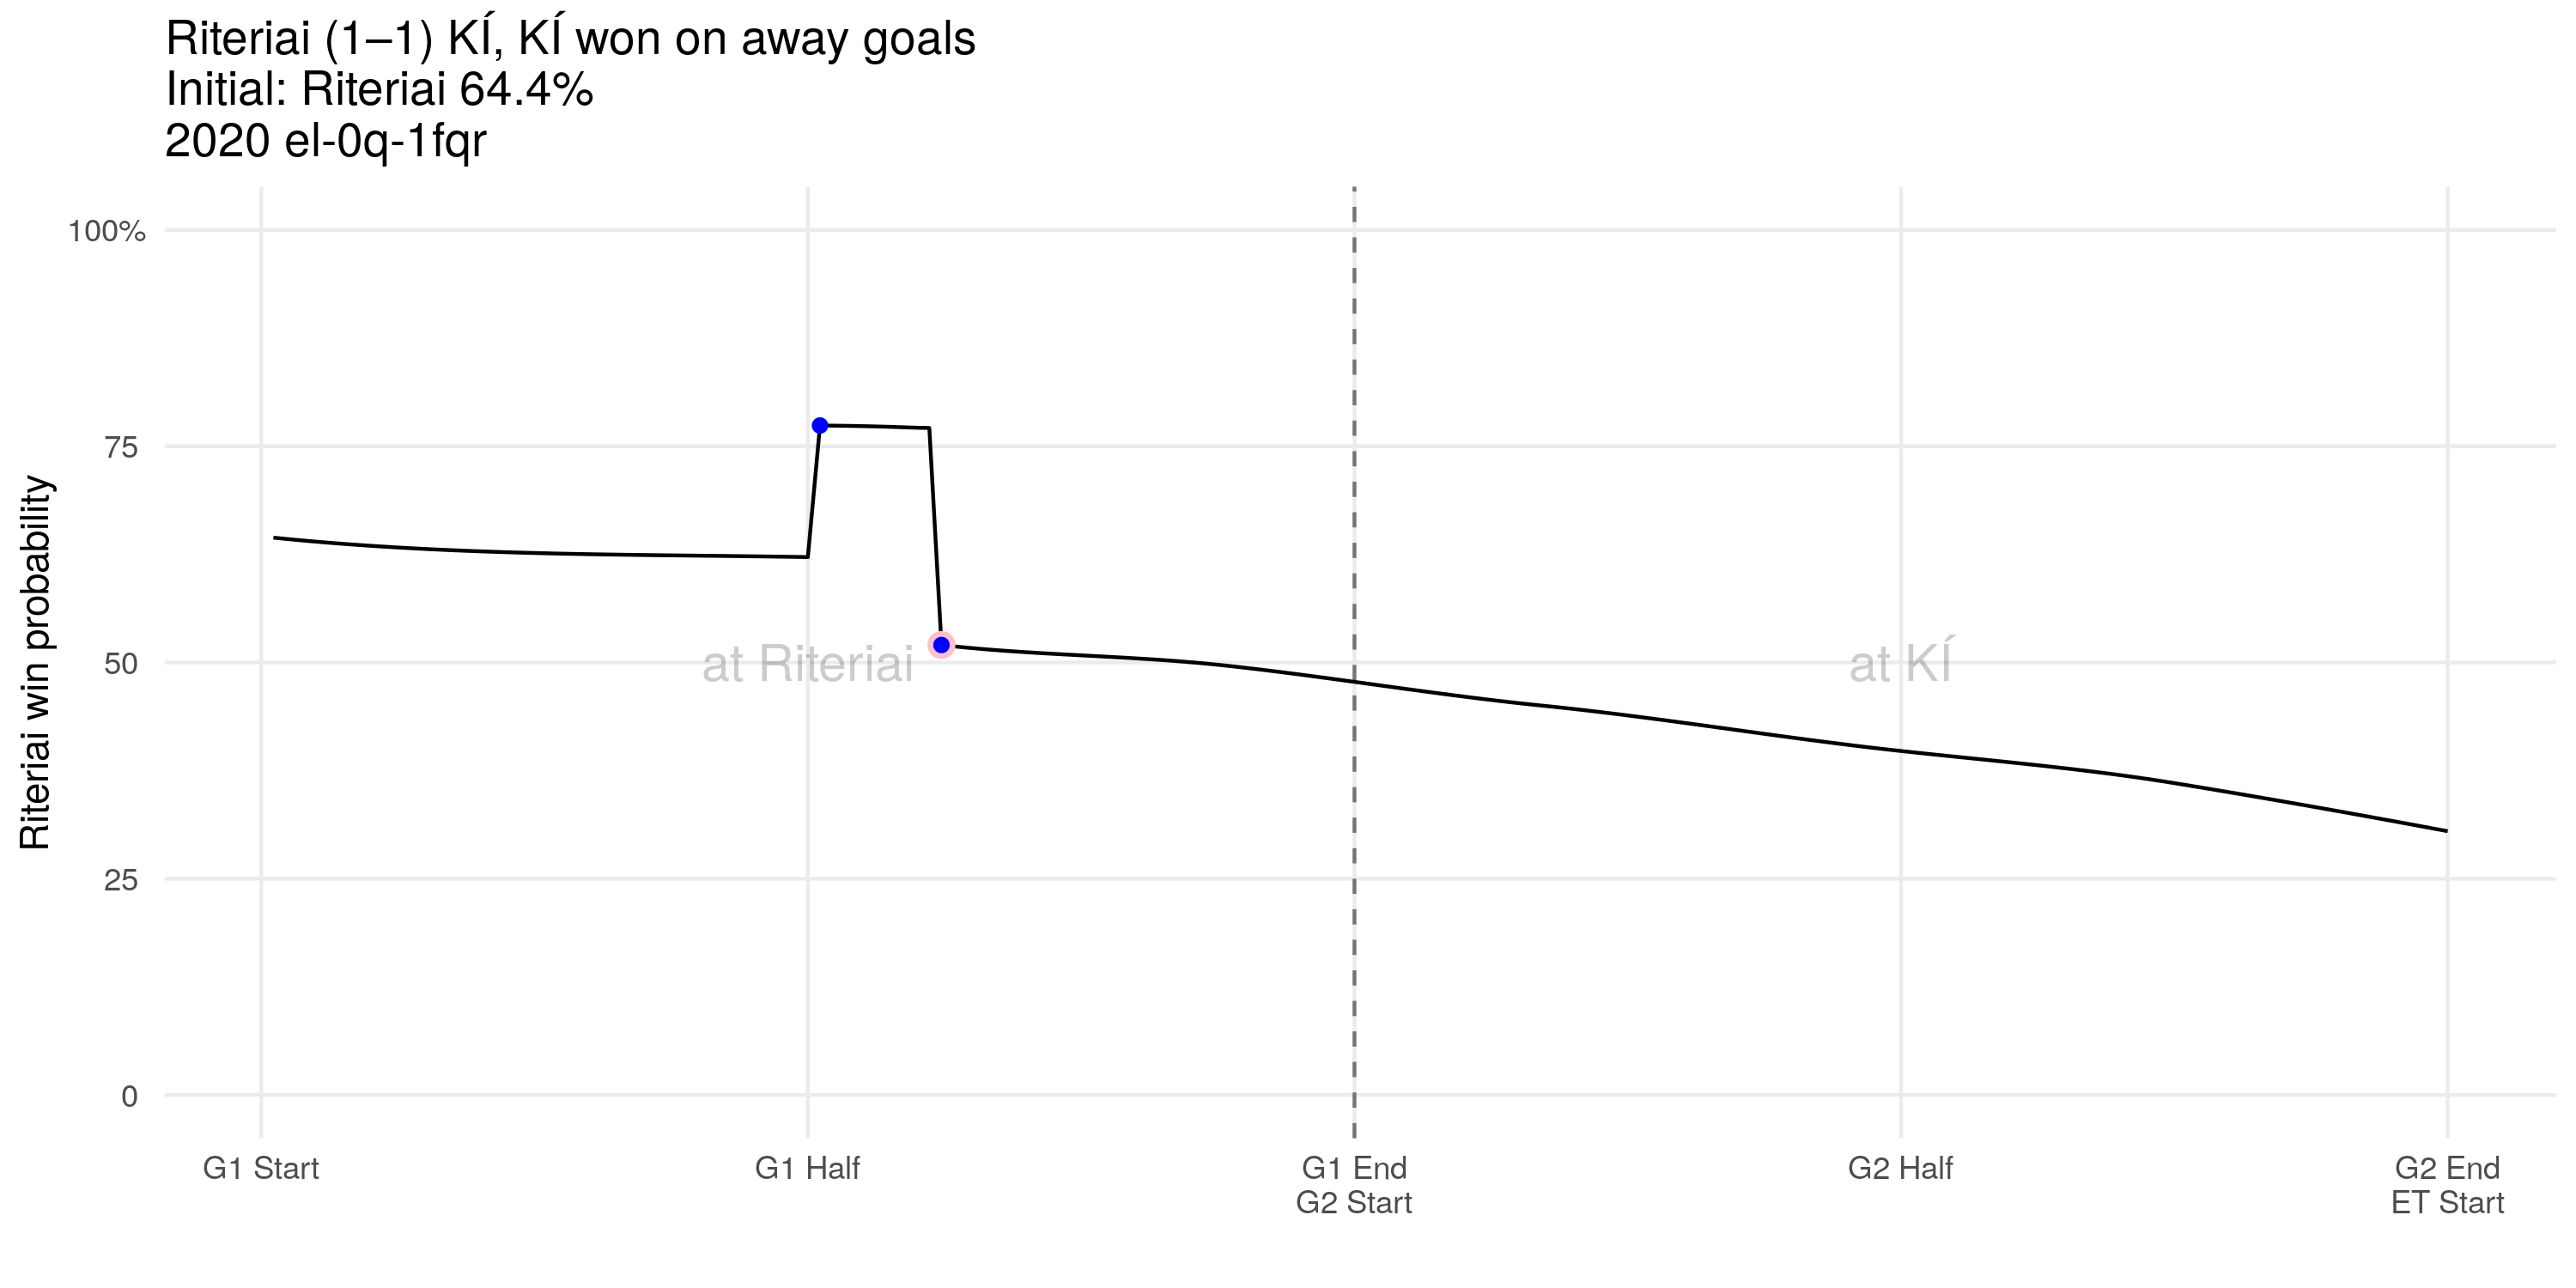 Riteriai (1–1) KÍ, KÍ won on away goals
Initial: Riteriai 64.4%
2020 el-0q-1fqr
Riteriai win probability
100%
75
50
25
0
at Riteriai
at KÍ
G1 Start
G1 Half
G1 End
G2 Start
G2 Half
G2 End
ET Start